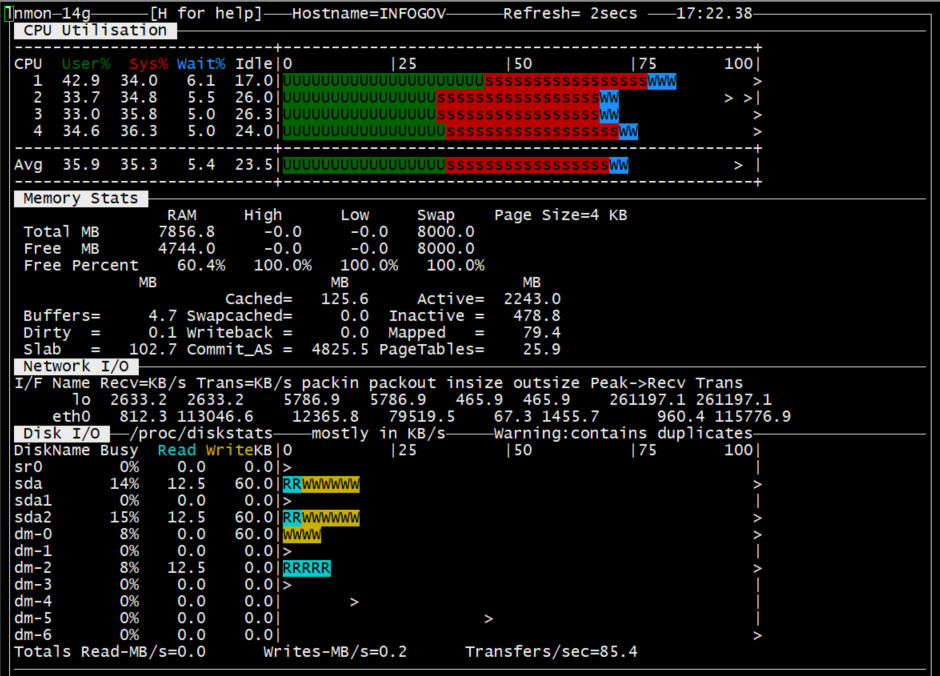 nmon-14g [H for help] Hostname=INFOGOV Refresh= 2secs 17:22.38
CPU Utilisation
CPU User% Sys% Wait% Idle|0 |25 |50 |75 100|
1 42.9 34.0 6.1 17.0|UUUUUUUUUUUUUUUUUUUUUsssssssssssssssssWWW >
2 33.7 34.8 5.5 26.0|UUUUUUUUUUUUUUUUsssssssssssssssssWW > >|
3 33.0 35.8 5.0 26.3|UUUUUUUUUUUUUUUUsssssssssssssssssWW >
4 34.6 36.3 5.0 24.0|UUUUUUUUUUUUUUUUUssssssssssssssssssWW >
Avg 35.9 35.3 5.4 23.5|UUUUUUUUUUUUUUUUUsssssssssssssssssWW > |
Memory Stats
RAM High Low Swap Page Size=4 KB
Total MB 7856.8 -0.0 -0.0 8000.0
Free MB 4744.0 -0.0 -0.0 8000.0
Free Percent 60.4% 100.0% 100.0% 100.0%
MB MB MB
Cached= 125.6 Active= 2243.0
Buffers= 4.7 Swapcached= 0.0 Inactive = 478.8
Dirty = 0.1 Writeback = 0.0 Mapped = 79.4
Slab = 102.7 Commit_AS = 4825.5 PageTables= 25.9
Network I/O
I/F Name Recv=KB/s Trans=KB/s packin packout insize outsize Peak->Recv Trans
lo 2633.2 2633.2 5786.9 5786.9 465.9 465.9 261197.1 261197.1
eth0 812.3 113046.6 12365.8 79519.5 67.3 1455.7 960.4 115776.9
Disk I/O /proc/diskstats mostly in KB/s Warning:contains duplicates
DiskName Busy Read WriteKB|0 |25 |50 |75 100|
sr0 0% 0.0 0.0|> |
sda 14% 12.5 60.0|RRWWWWWW >
sda1 0% 0.0 0.0|> |
sda2 15% 12.5 60.0|RRWWWWWW >
dm-0 8% 0.0 60.0|WWWW >
dm-1 0% 0.0 0.0|> |
dm-2 8% 12.5 0.0|RRRRR >
dm-3 0% 0.0 0.0|> |
dm-4 0% 0.0 0.0| > |
dm-5 0% 0.0 0.0| > |
dm-6 0% 0.0 0.0| >
Totals Read-MB/s=0.0 Writes-MB/s=0.2 Transfers/sec=85.4